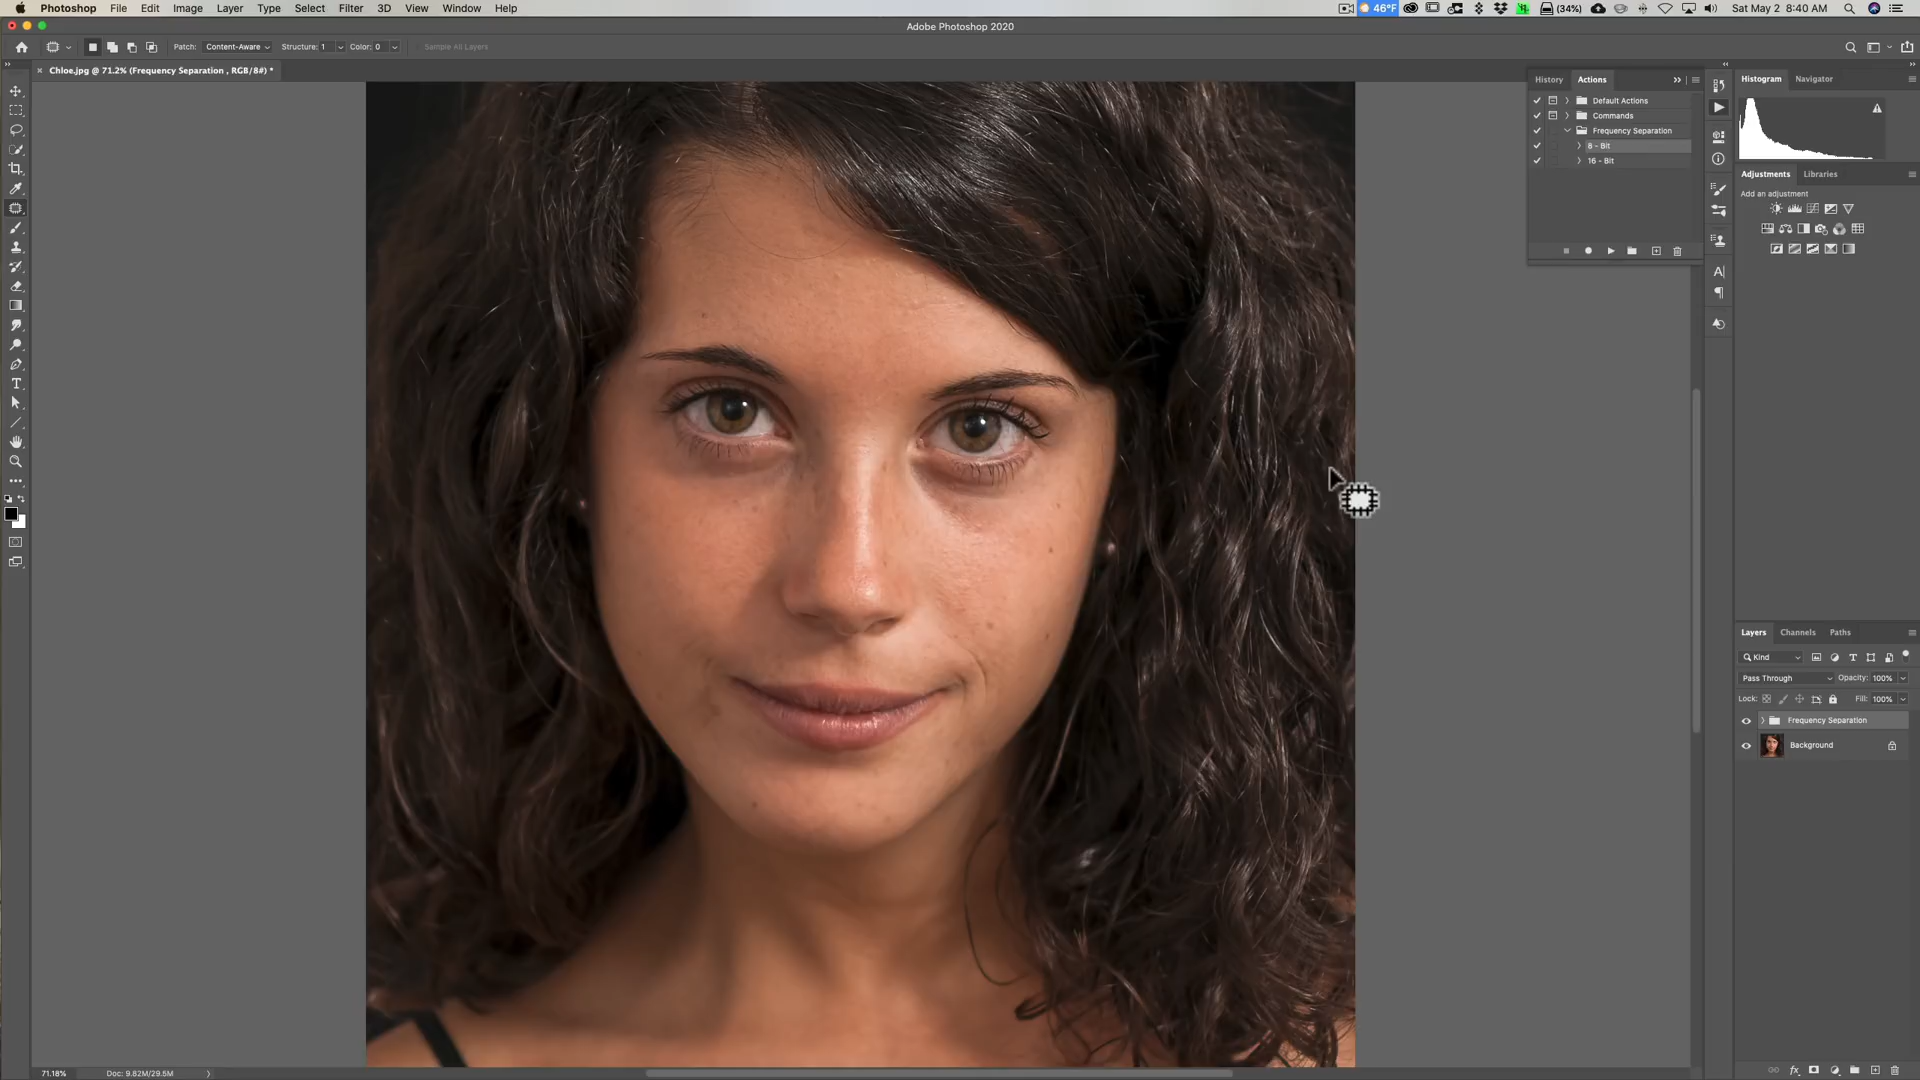 Photoshop File Edit Image Layer Type Select Filter 3D View Window Help 46°F (34%) Sat May 2 8:40 AM
Adobe Photoshop 2020
Patch: Content-Aware Structure: 1 Color: 0 Sample All Layers
× Chloe.jpg @ 71.2% (Frequency Separation , RGB/8#) *
History Actions
Default Actions
Commands
Frequency Separation
8 - Bit
16 - Bit
Histogram Navigator
Adjustments Libraries
Add an adjustment
Layers Channels Paths
Kind
Pass Through Opacity: 100%
Lock: Fill: 100%
Frequency Separation
Background
71.18% Doc: 9.82M/29.5M